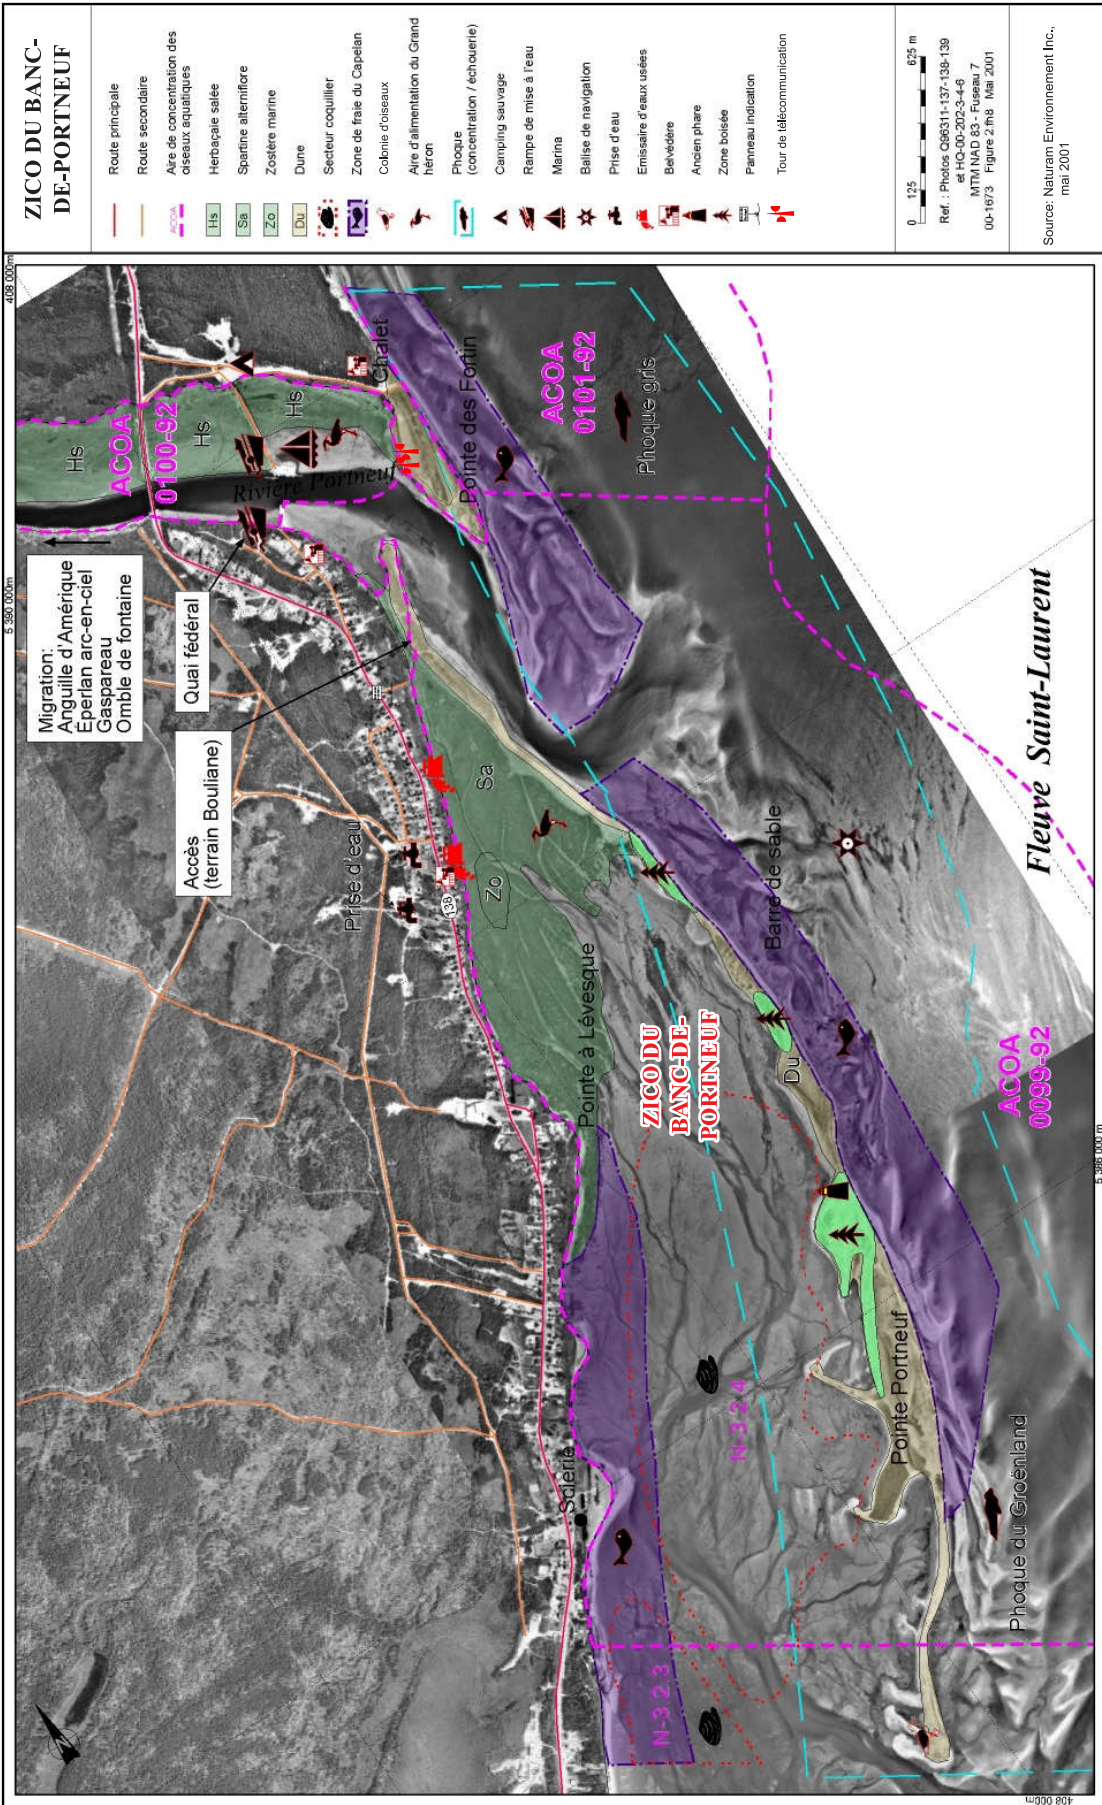 ZICO DU BANC-
DE-PORTNEUF
Route principale
Route secondaire
ACOA
Aire de concentration des
oiseaux aquatiques
Hs
Herbaçaie salée
Sa
Spartine alterniflore
Zo
Zostère marine
Du
Dune
Secteur coquillier
Zone de fraie du Capelan
Colonie d'oiseaux
Aire d'alimentation du Grand
héron
Phoque
(concentration / échouerie)
Camping sauvage
Rampe de mise à l'eau
Marina
Balise de navigation
Prise d'eau
Emissaire d'eaux usées
Belvédère
Ancien phare
Zone boisée
Panneau indication
Tour de télécommunication
0 125 625 m
Ref. : Photos Q96311-137-138-139
et HQ-00-202-3-4-6
MTM NAD 83 - Fuseau 7
00-1673 Figure 2.fh8 Mai 2001
Source: Naturam Environnement Inc.,
mai 2001
408 000m
5 390 000m
Migration:
Anguille d'Amérique
Éperlan arc-en-ciel
Gaspareau
Omble de fontaine
Quai fédéral
Accès
(terrain Bouliane)
Hs
ACOA
0100-92
Hs
Hs
Rivière Portneuf
Chalet
Pointe des Fortin
ACOA
0101-92
Phoque gris
Fleuve Saint-Laurent
Prise d'eau
138
Sa
Zo
Pointe à Lévesque
Barre de sable
ZICO DU
BANC-DE-
PORTNEUF
Du
ACOA
0099-92
5 386 000 m
Pointe Portneuf
N-3.2.4
Scierie
Phoque du Groënland
N-3.2.3
408 000m